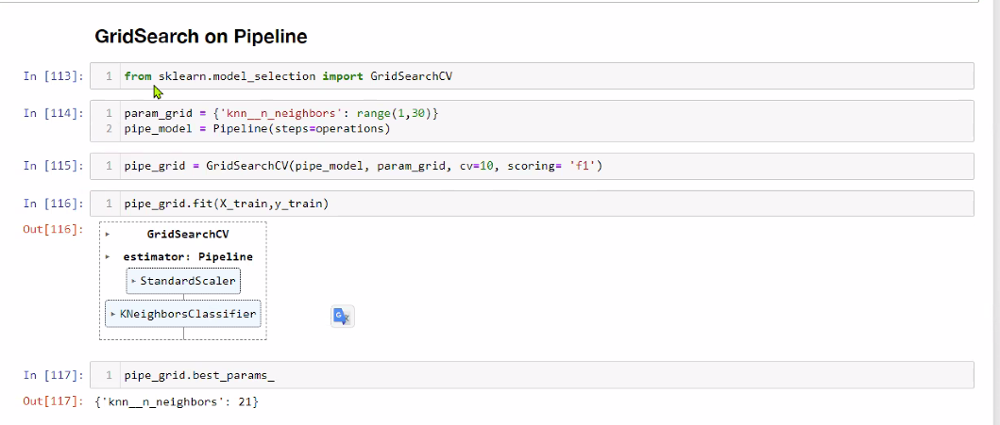 GridSearch on Pipeline
In [113]: 1 from sklearn.model_selection import GridSearchCV
In [114]: 1 param_grid = {'knn__n_neighbors': range(1,30)}
2 pipe_model = Pipeline(steps=operations)
In [115]: 1 pipe_grid = GridSearchCV(pipe_model, param_grid, cv=10, scoring= 'f1')
In [116]: 1 pipe_grid.fit(X_train,y_train)
Out[116]: ▸ GridSearchCV
▸ estimator: Pipeline
▸ StandardScaler
▸ KNeighborsClassifier
G
In [117]: 1 pipe_grid.best_params_
Out[117]: {'knn__n_neighbors': 21}